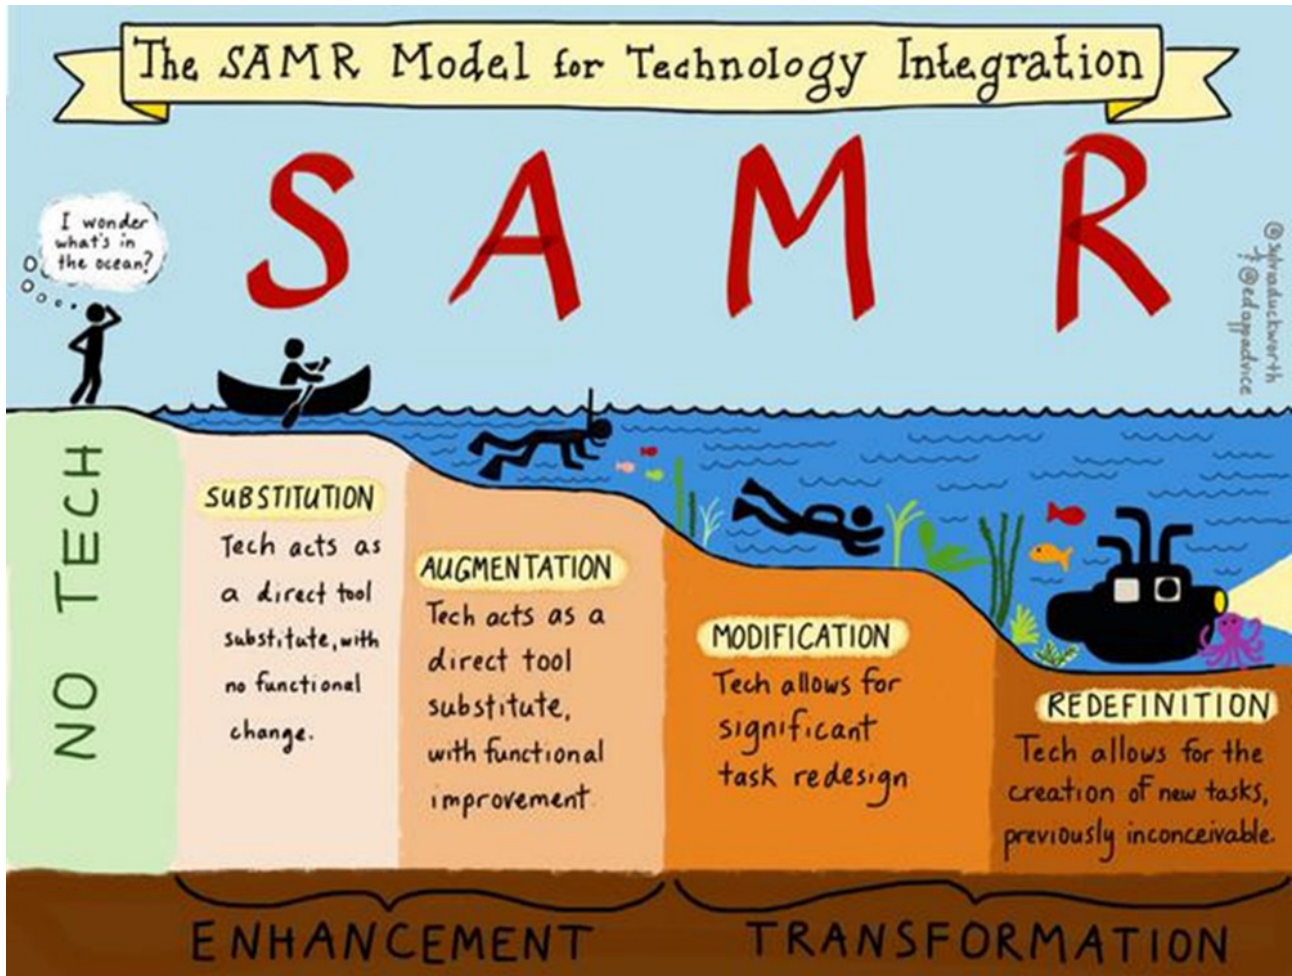 The SAMR Model for Technology Integration
S A M R
I wonder
what's in
the ocean?
@sylviaduckworth
@edappadvice
NO TECH
SUBSTITUTION
Tech acts as
a direct tool
substitute, with
no functional
change.
AUGMENTATION
Tech acts as a
direct tool
substitute,
with functional
improvement
MODIFICATION
Tech allows for
significant
task redesign
REDEFINITION
Tech allows for the
creation of new tasks,
previously inconceivable.
ENHANCEMENT
TRANSFORMATION